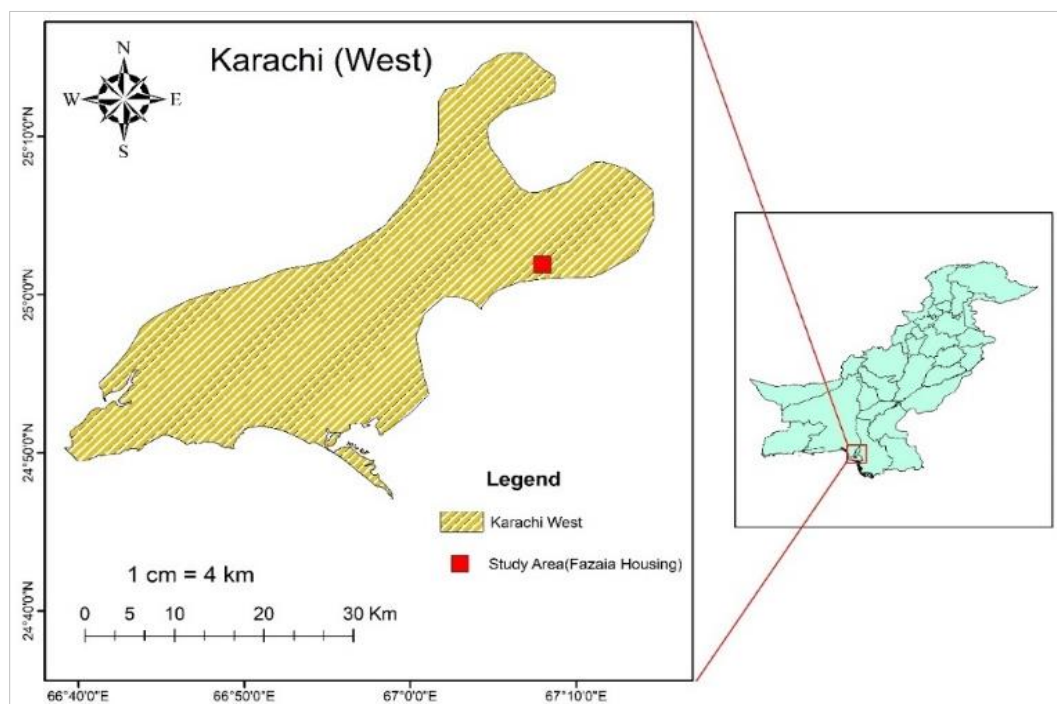 Karachi (West)
N
W E
S
25°10'0"N
25°0'0"N
24°50'0"N
24°40'0"N
Legend
Karachi West
Study Area(Fazaia Housing)
1 cm = 4 km
0 5 10 20 30 Km
66°40'0"E 66°50'0"E 67°0'0"E 67°10'0"E